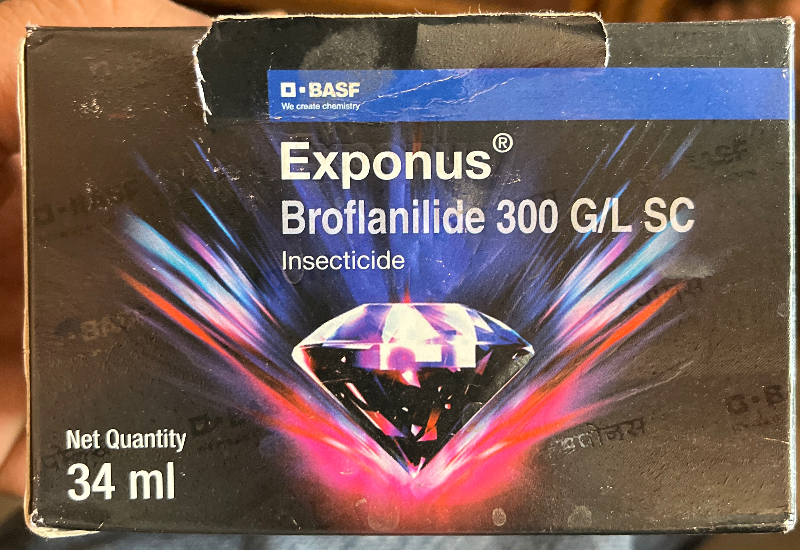 BASF
We create chemistry
Exponus®
Broflanilide 300 G/L SC
Insecticide
Net Quantity
34 ml